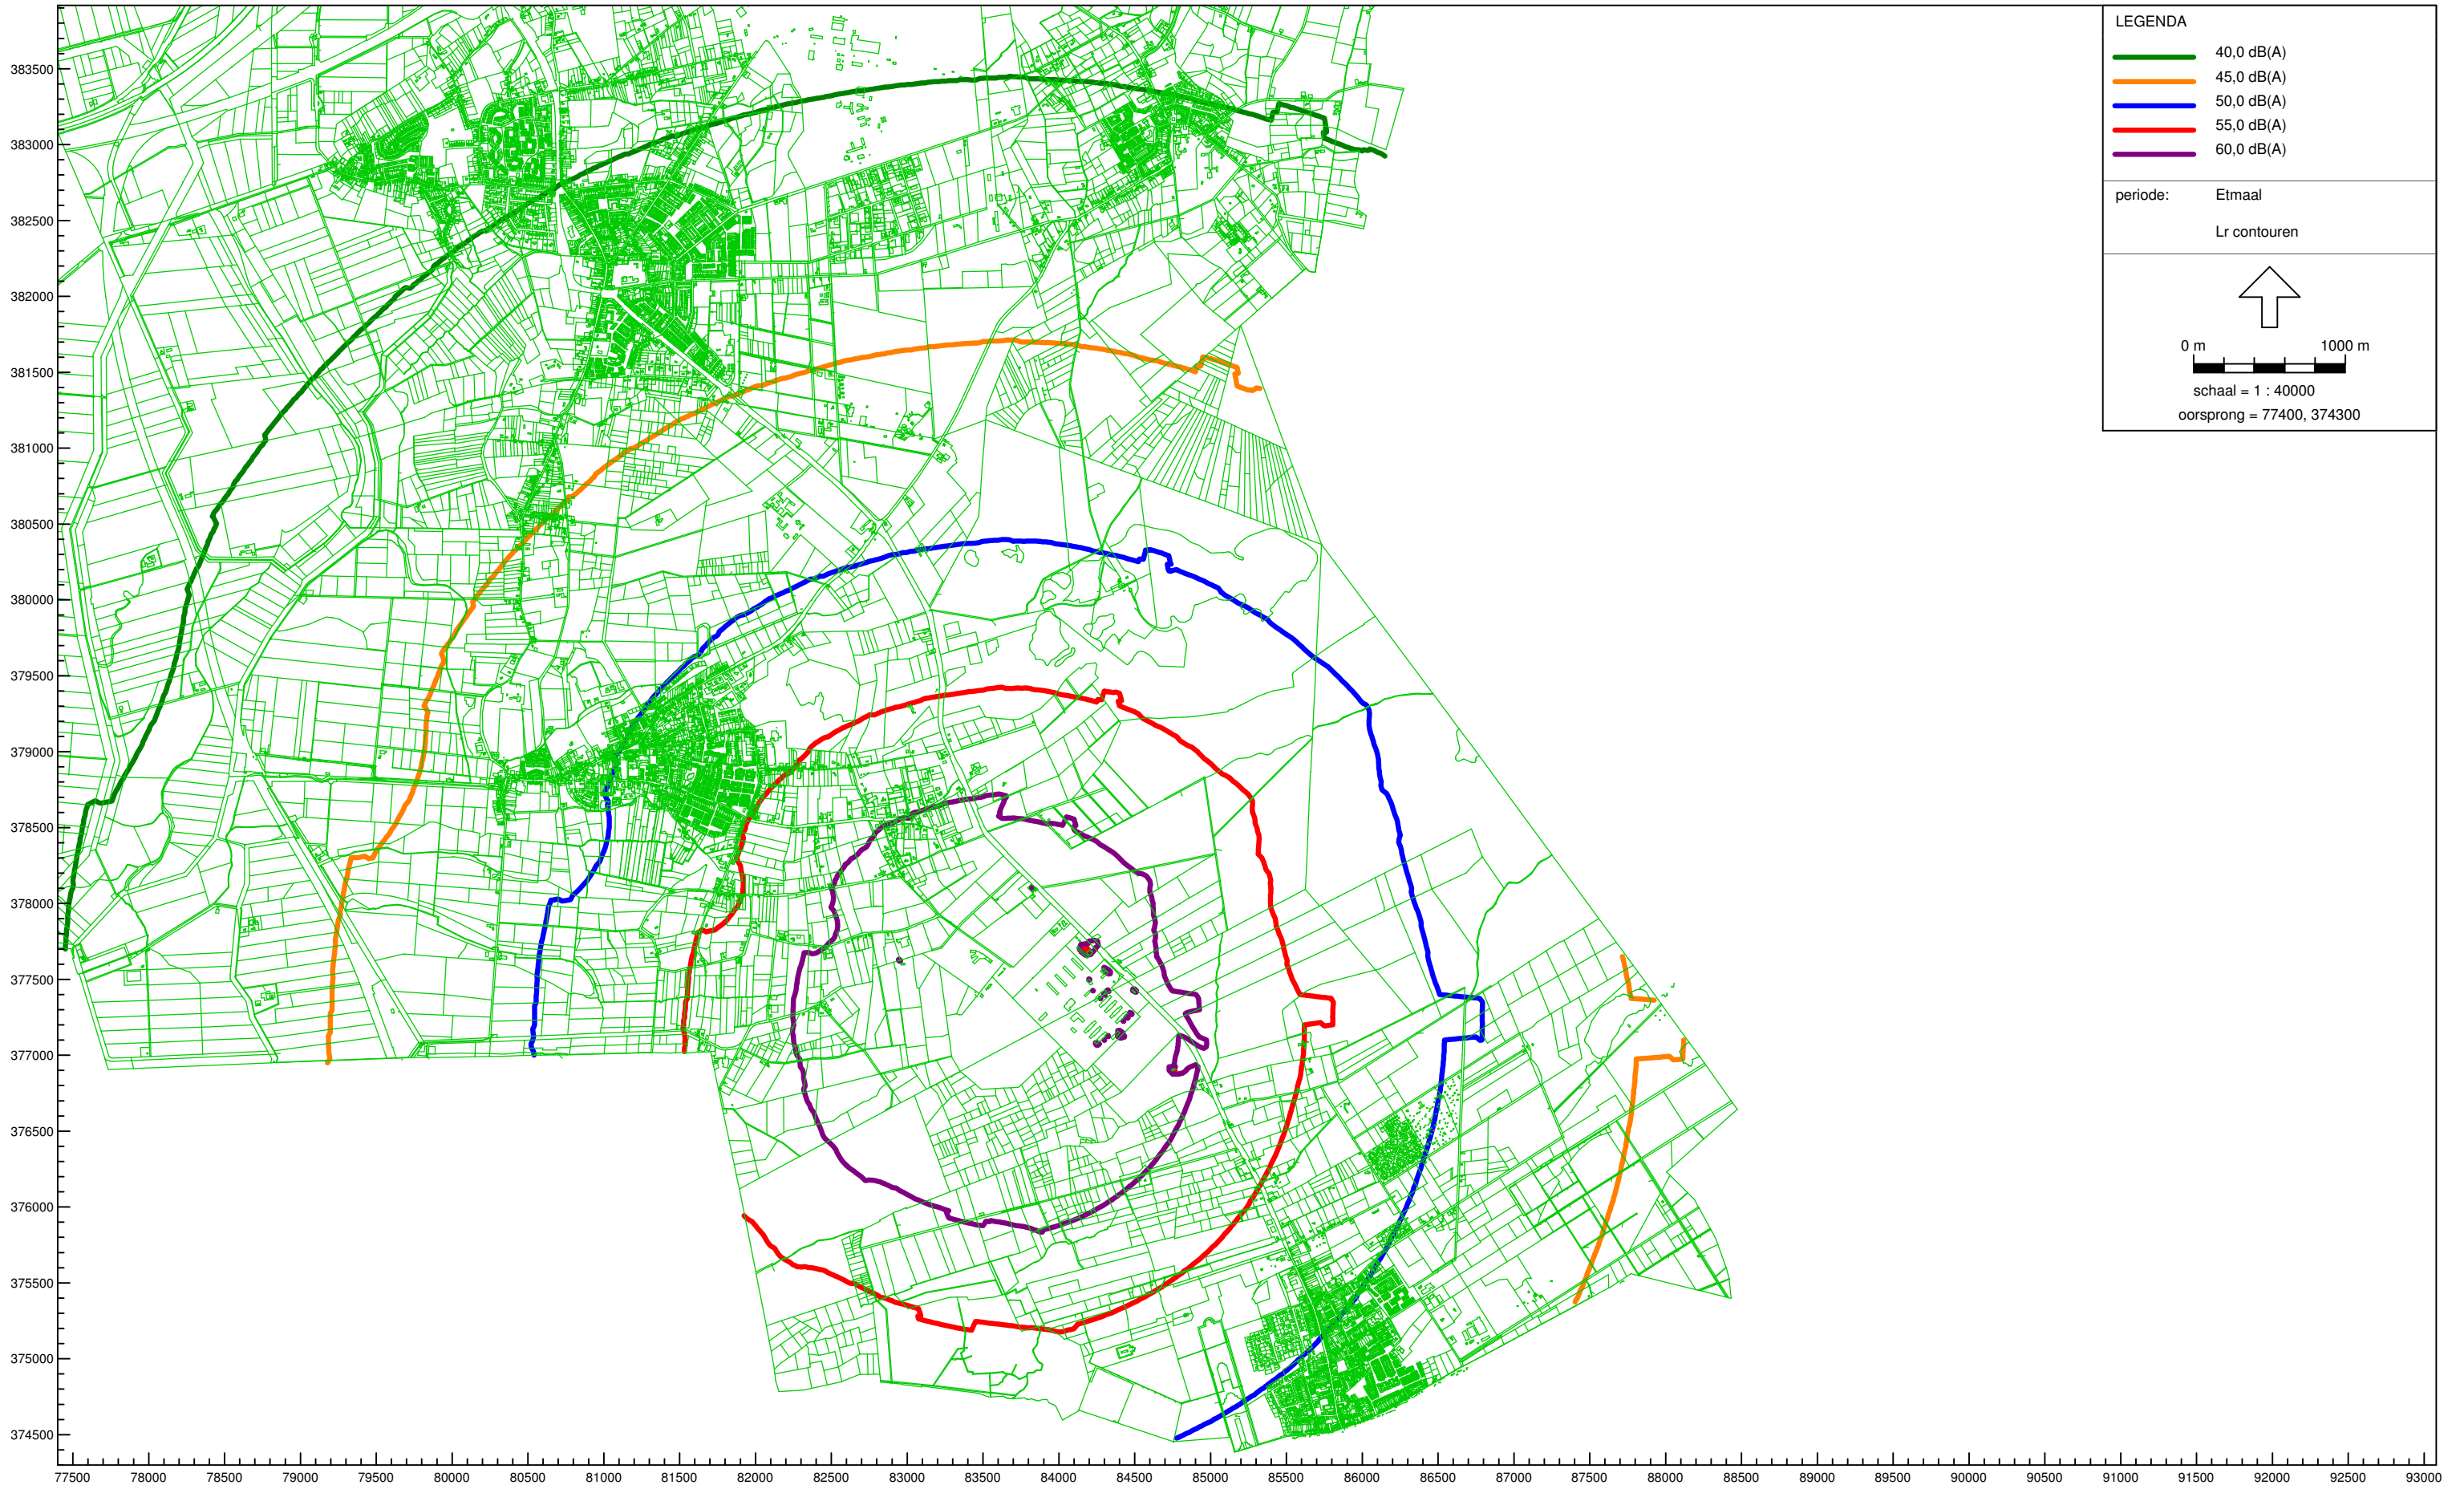 LEGENDA
40,0 dB(A)
45,0 dB(A)
50,0 dB(A)
55,0 dB(A)
60,0 dB(A)
periode: Etmaal
Lr contouren
0 m 1000 m
schaal = 1 : 40000
oorsprong = 77400, 374300
383500
383000
382500
382000
381500
381000
380500
380000
379500
379000
378500
378000
377500
377000
376500
376000
375500
375000
374500
77500 78000 78500 79000 79500 80000 80500 81000 81500 82000 82500 83000 83500 84000 84500 85000 85500 86000 86500 87000 87500 88000 88500 89000 89500 90000 90500 91000 91500 92000 92500 93000